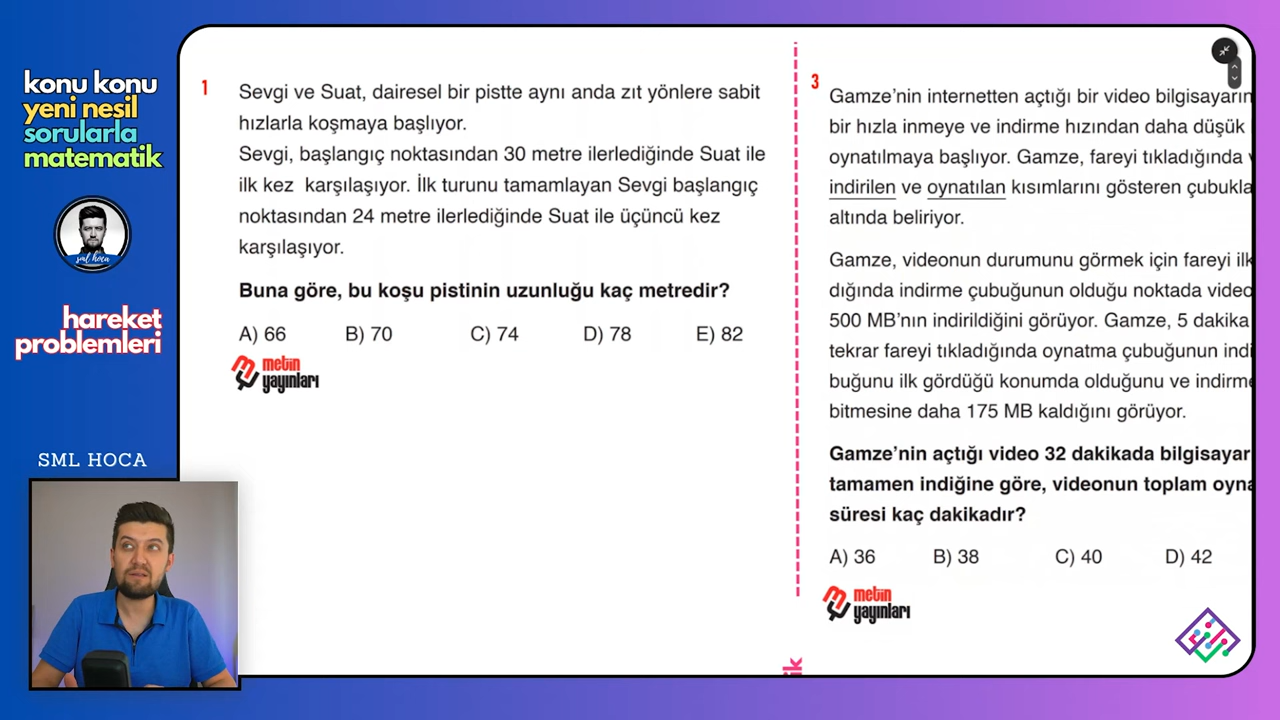 konu konu
yeni nesil
sorularla
matematik
sml hoca
hareket
problemleri
SML HOCA
1
Sevgi ve Suat, dairesel bir pistte aynı anda zıt yönlere sabit
hızlarla koşmaya başlıyor.
Sevgi, başlangıç noktasından 30 metre ilerlediğinde Suat ile
ilk kez karşılaşıyor. İlk turunu tamamlayan Sevgi başlangıç
noktasından 24 metre ilerlediğinde Suat ile üçüncü kez
karşılaşıyor.
Buna göre, bu koşu pistinin uzunluğu kaç metredir?
A) 66 B) 70 C) 74 D) 78 E) 82
metin
yayınları
3
Gamze'nin internetten açtığı bir video bilgisayarın
bir hızla inmeye ve indirme hızından daha düşük
oynatılmaya başlıyor. Gamze, fareyi tıkladığında v
indirilen ve oynatılan kısımlarını gösteren çubukla
altında beliriyor.
Gamze, videonun durumunu görmek için fareyi ilk
dığında indirme çubuğunun olduğu noktada video
500 MB'nın indirildiğini görüyor. Gamze, 5 dakika
tekrar fareyi tıkladığında oynatma çubuğunun indi
buğunu ilk gördüğü konumda olduğunu ve indirme
bitmesine daha 175 MB kaldığını görüyor.
Gamze'nin açtığı video 32 dakikada bilgisayar
tamamen indiğine göre, videonun toplam oyna
süresi kaç dakikadır?
A) 36 B) 38 C) 40 D) 42
metin
yayınları
ik